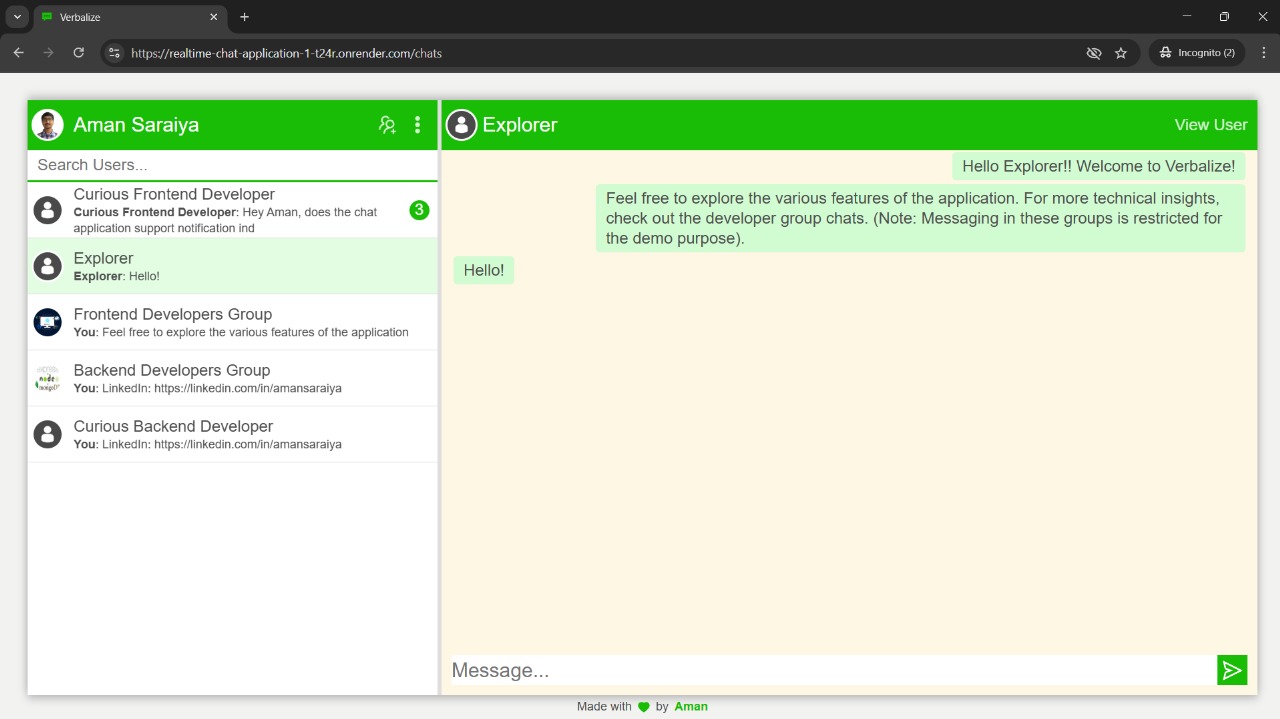 Verbalize
https://realtime-chat-application-1-t24r.onrender.com/chats
Incognito (2)
Aman Saraiya
Search Users...
Curious Frontend Developer
Curious Frontend Developer: Hey Aman, does the chat
application support notification ind
3
Explorer
Explorer: Hello!
Frontend Developers Group
You: Feel free to explore the various features of the application
Backend Developers Group
You: LinkedIn: https://linkedin.com/in/amansaraiya
Curious Backend Developer
You: LinkedIn: https://linkedin.com/in/amansaraiya
Explorer
View User
Hello Explorer!! Welcome to Verbalize!
Feel free to explore the various features of the application. For more technical insights,
check out the developer group chats. (Note: Messaging in these groups is restricted for
the demo purpose).
Hello!
Message...
Made with by Aman